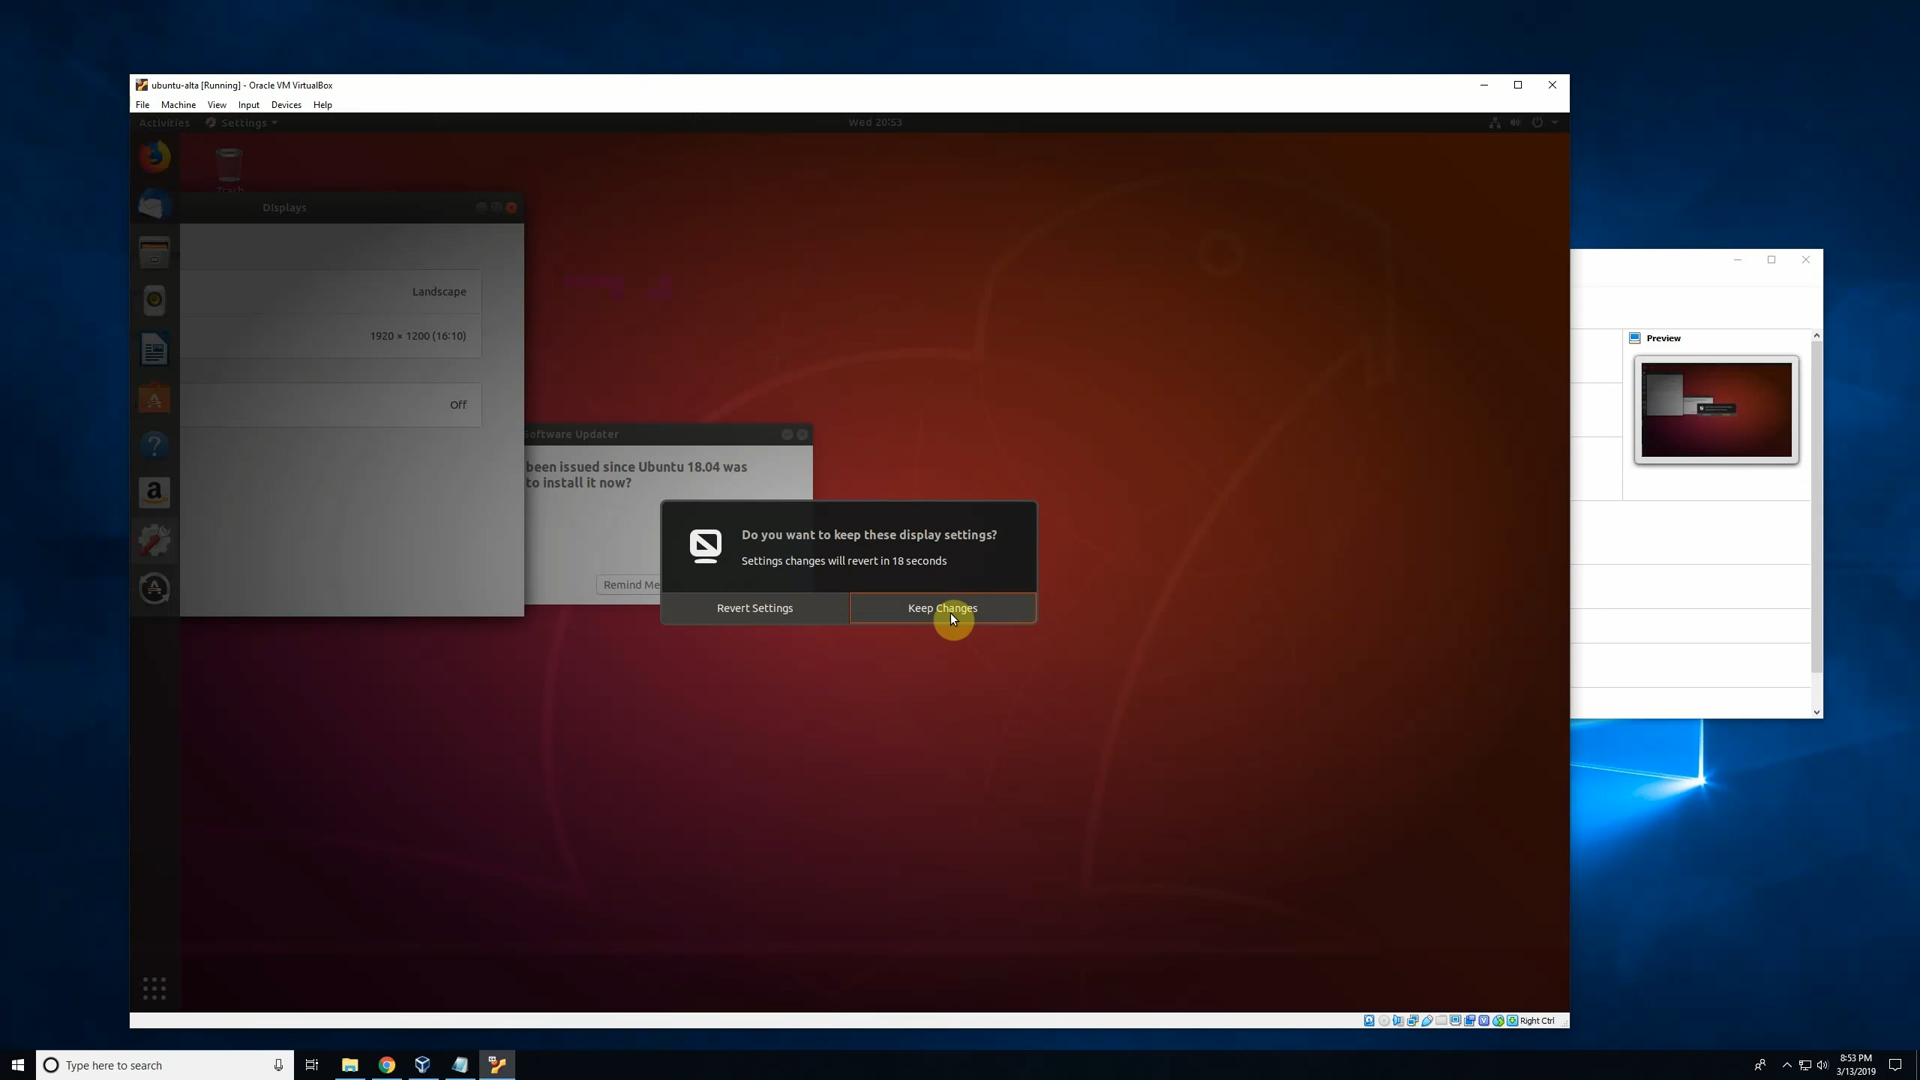 ubuntu-alta [Running] - Oracle VM VirtualBox
File Machine View Input Devices Help
Activities Settings Wed 20:53
Trash
Displays
Landscape
1920 × 1200 (16:10)
Off
Software Updater
been issued since Ubuntu 18.04 was
to install it now?
Remind Me
Do you want to keep these display settings?
Settings changes will revert in 18 seconds
Revert Settings Keep Changes
Preview
Right Ctrl
Type here to search
8:53 PM
3/13/2019